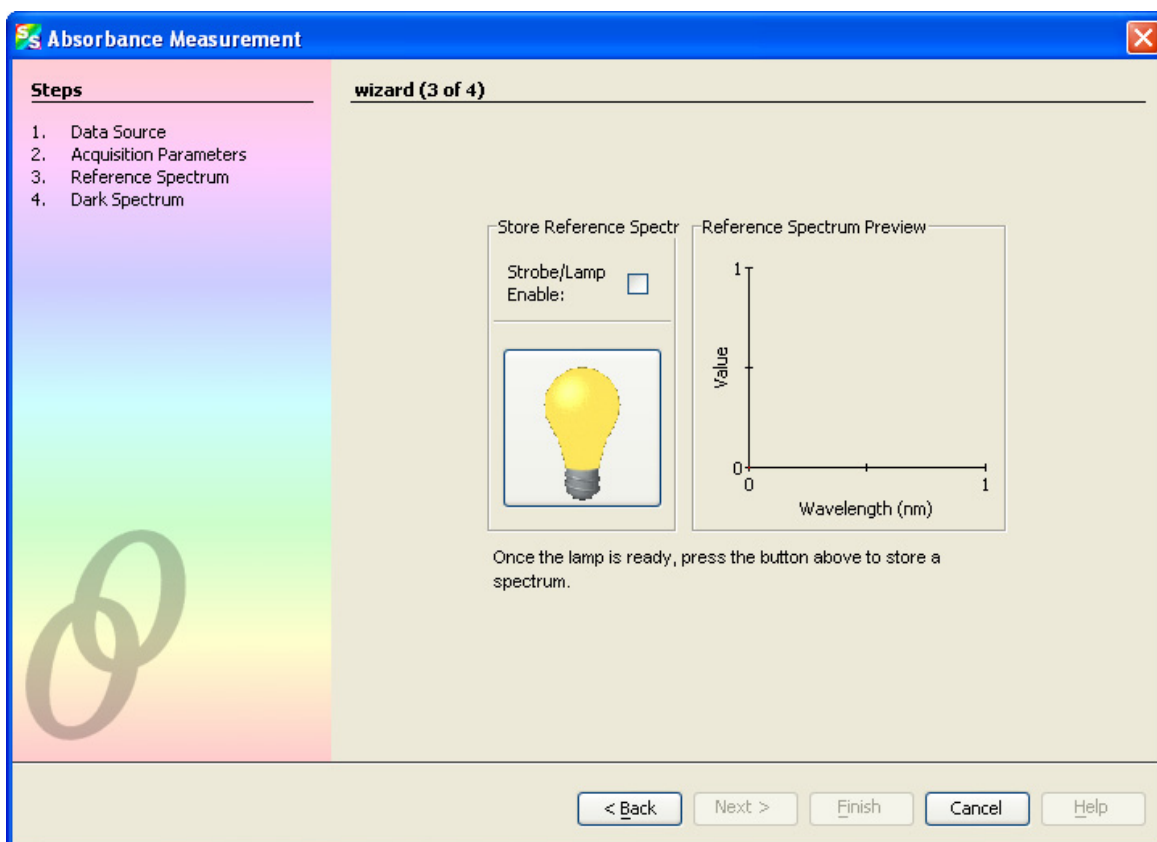 Absorbance Measurement
Steps
1. Data Source
2. Acquisition Parameters
3. Reference Spectrum
4. Dark Spectrum
wizard (3 of 4)
Store Reference Spectr
Strobe/Lamp
Enable:
Reference Spectrum Preview
1
Value
0
0
1
Wavelength (nm)
Once the lamp is ready, press the button above to store a
spectrum.
< Back
Next >
Finish
Cancel
Help